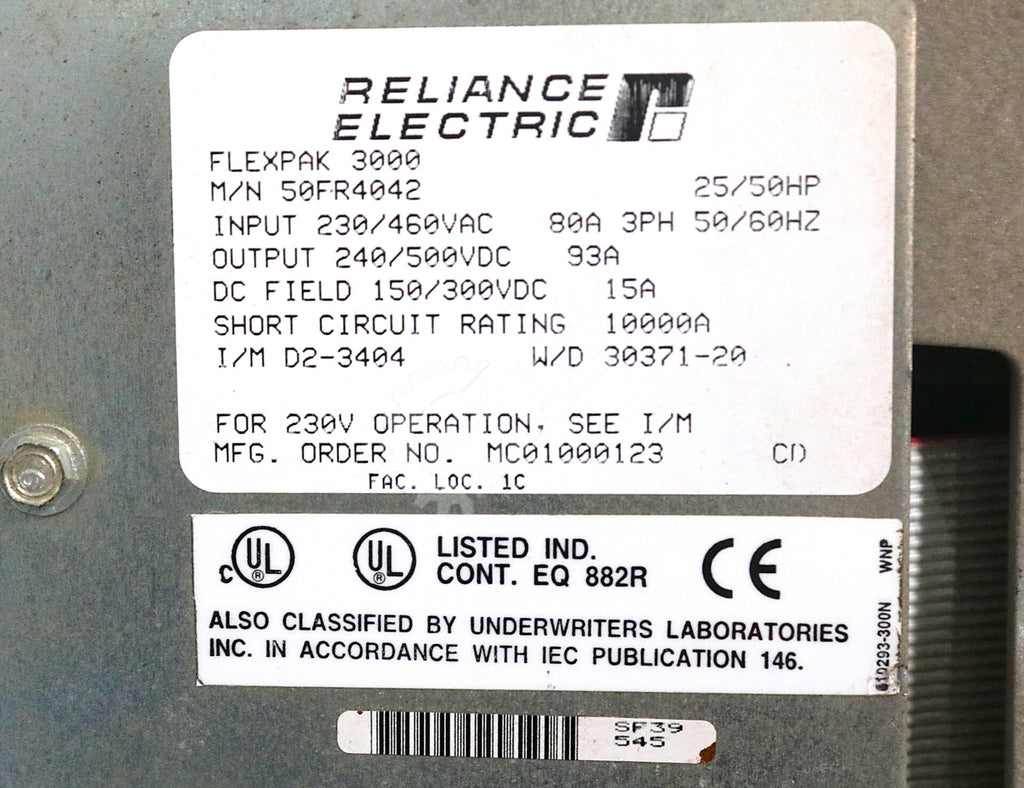 RELIANCE
ELECTRIC
FLEXPAK 3000
M/N 50FR4042 25/50HP
INPUT 230/460VAC 80A 3PH 50/60HZ
OUTPUT 240/500VDC 93A
DC FIELD 150/300VDC 15A
SHORT CIRCUIT RATING 10000A
I/M D2-3404 W/D 30371-20
FOR 230V OPERATION, SEE I/M
MFG. ORDER NO. MC01000123
FAC. LOC. 1C
c UL ® UL ® LISTED IND.
CONT. EQ 882R
CE
ALSO CLASSIFIED BY UNDERWRITERS LABORATORIES
INC. IN ACCORDANCE WITH IEC PUBLICATION 146.
610293-300N WNP
SF39
545